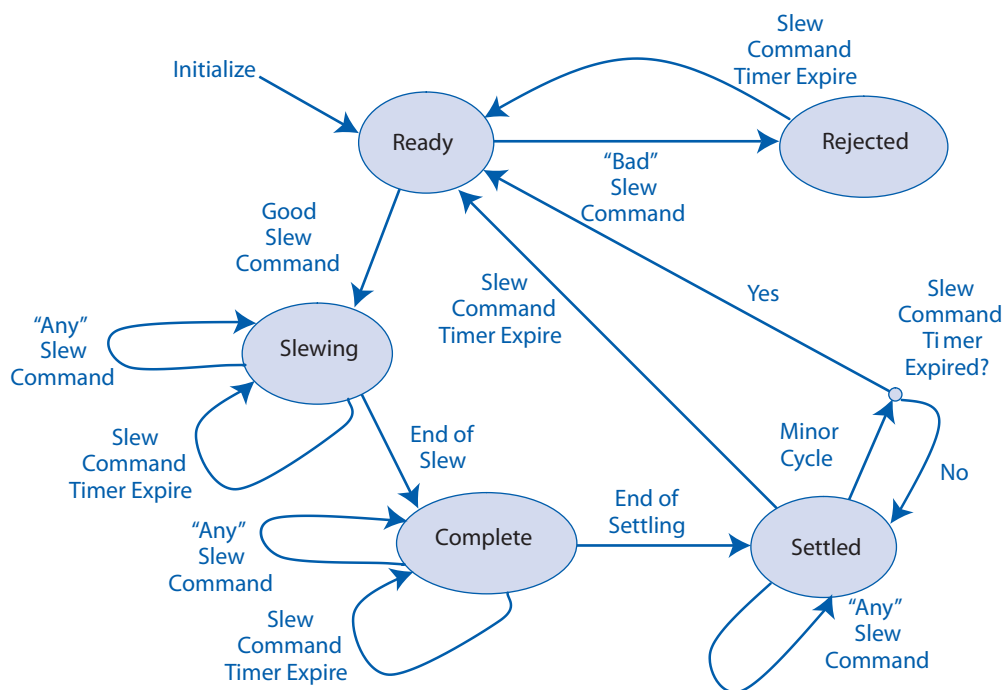 Slew
Command
Timer Expire
Initialize
Ready
Rejected
“Bad”
Slew
Command
Good
Slew
Command
Slew
Command
Timer Expire
Yes
Slew
Command
Timer
Expired?
“Any”
Slew
Command
Slewing
Slew
Command
Timer Expire
End of
Slew
Minor
Cycle
No
“Any”
Slew
Command
Complete
End of
Settling
Settled
Slew
Command
Timer Expire
“Any”
Slew
Command